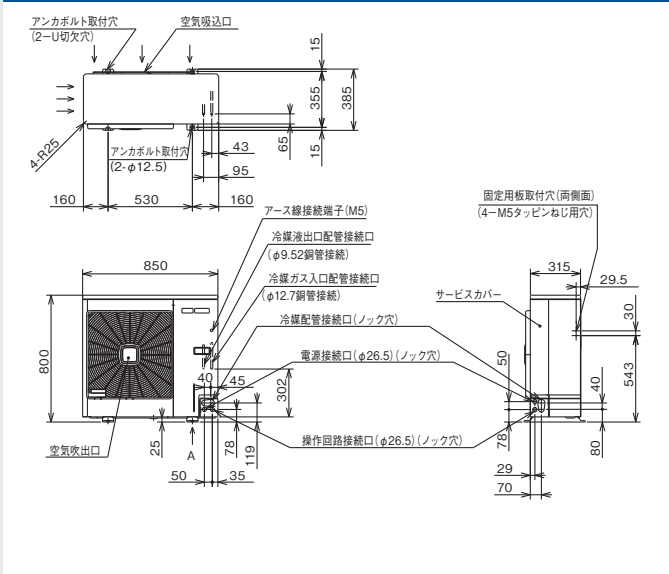 アンカボルト取付穴
(2−U切欠穴)
空気吸込口
15
355
385
15
65
43
95
4-R25
アンカボルト取付穴
(2-φ12.5)
160
530
160
アース線接続端子(M5)
冷媒液出口配管接続口
(φ9.52銅管接続)
冷媒ガス入口配管接続口
(φ12.7銅管接続)
冷媒配管接続口(ノック穴)
電源接続口(φ26.5)(ノック穴)
操作回路接続口(φ26.5)(ノック穴)
850
800
40
45
302
25
A
78
119
50
35
空気吹出口
固定用板取付穴(両側面)
(4−M5タッピンねじ用穴)
サービスカバー
315
29.5
30
543
50
40
78
80
29
70